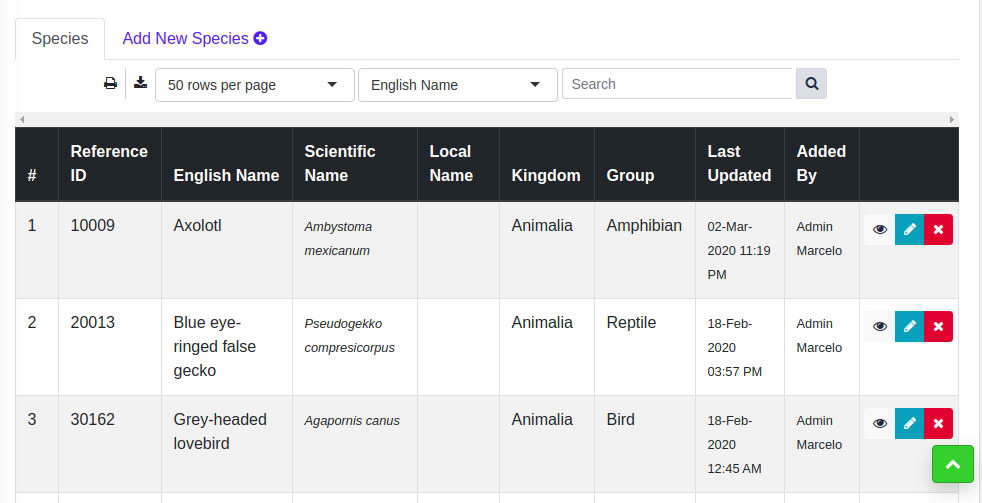 Species Add New Species
50 rows per page English Name Search
# Reference ID English Name Scientific Name Local Name Kingdom Group Last Updated Added By
1 10009 Axolotl Ambystoma mexicanum Animalia Amphibian 02-Mar-2020 11:19 PM Admin Marcelo
2 20013 Blue eye-ringed false gecko Pseudogekko compresicorpus Animalia Reptile 18-Feb-2020 03:57 PM Admin Marcelo
3 30162 Grey-headed lovebird Agapornis canus Animalia Bird 18-Feb-2020 12:45 AM Admin Marcelo